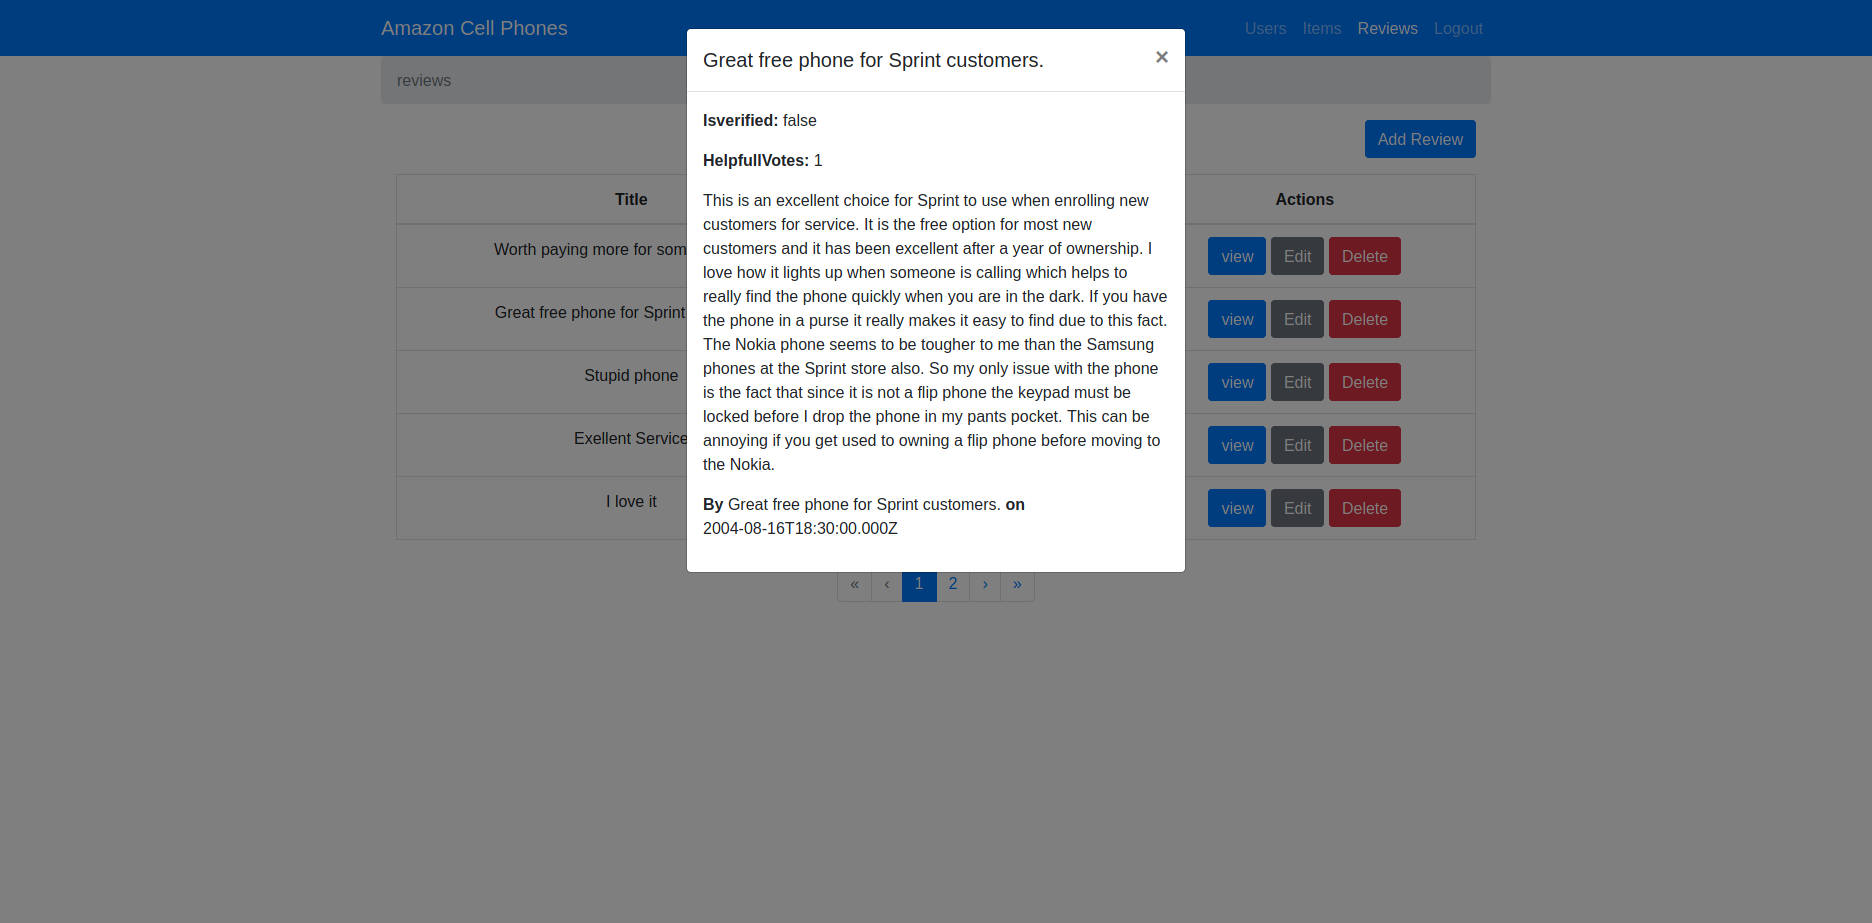 Amazon Cell Phones
Users Items Reviews Logout
reviews
Add Review
Great free phone for Sprint customers. ×
Isverified: false
HelpfullVotes: 1
This is an excellent choice for Sprint to use when enrolling new
customers for service. It is the free option for most new
customers and it has been excellent after a year of ownership. I
love how it lights up when someone is calling which helps to
really find the phone quickly when you are in the dark. If you have
the phone in a purse it really makes it easy to find due to this fact.
The Nokia phone seems to be tougher to me than the Samsung
phones at the Sprint store also. So my only issue with the phone
is the fact that since it is not a flip phone the keypad must be
locked before I drop the phone in my pants pocket. This can be
annoying if you get used to owning a flip phone before moving to
the Nokia.
By Great free phone for Sprint customers. on
2004-08-16T18:30:00.000Z
Title Actions
Worth paying more for som view Edit Delete
Great free phone for Sprint view Edit Delete
Stupid phone view Edit Delete
Exellent Service view Edit Delete
I love it view Edit Delete
« ‹ 1 2 › »